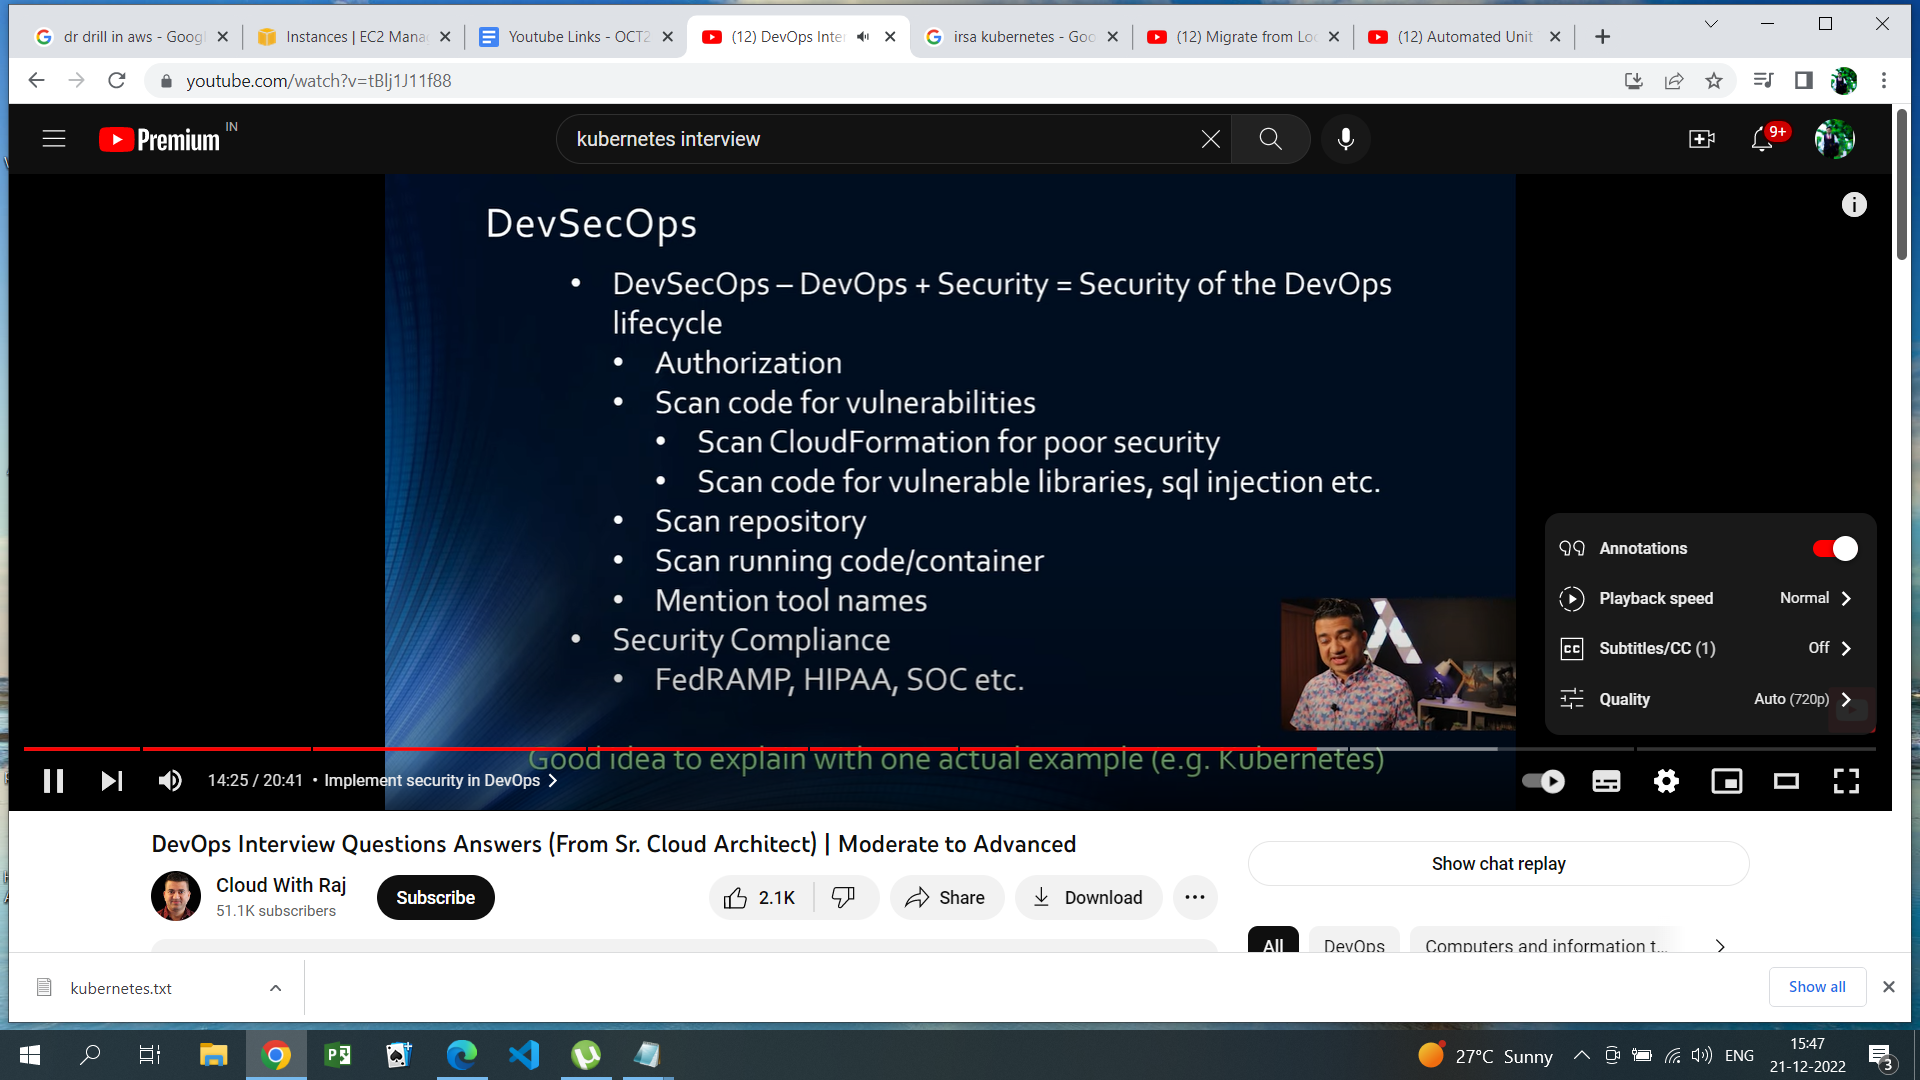 dr drill in aws - Googl
Instances | EC2 Manag
Youtube Links - OCT2
(12) DevOps Inter
irsa kubernetes - Goo
(12) Migrate from Loc
(12) Automated Unit
youtube.com/watch?v=tBlj1J11f88
Premium IN
kubernetes interview
9+
DevSecOps
• DevSecOps – DevOps + Security = Security of the DevOps
lifecycle
• Authorization
• Scan code for vulnerabilities
• Scan CloudFormation for poor security
• Scan code for vulnerable libraries, sql injection etc.
• Scan repository
• Scan running code/container
• Mention tool names
• Security Compliance
• FedRAMP, HIPAA, SOC etc.
Good idea to explain with one actual example (e.g. Kubernetes)
Annotations
Playback speed Normal
Subtitles/CC (1) Off
Quality Auto (720p)
14:25 / 20:41 • Implement security in DevOps
DevOps Interview Questions Answers (From Sr. Cloud Architect) | Moderate to Advanced
Cloud With Raj
51.1K subscribers
Subscribe
2.1K
Share
Download
Show chat replay
All
DevOps
Computers and information t...
kubernetes.txt
Show all
27°C Sunny
ENG
15:47
21-12-2022
3